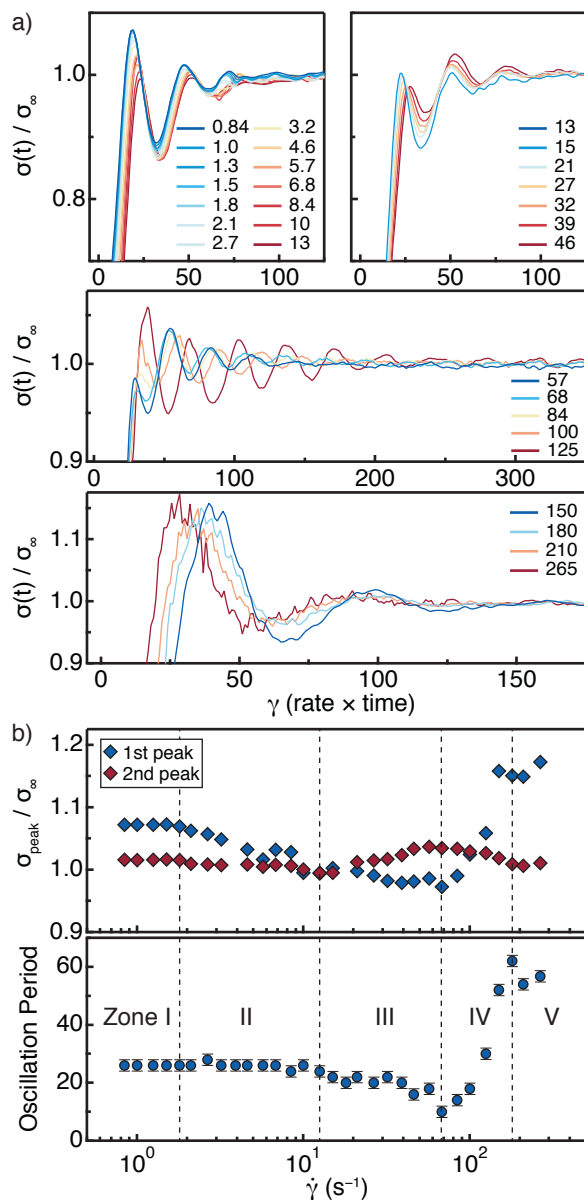 a)
σ(t) / σ∞
1.0
0.8
0 50 100
0.84 3.2
1.0 4.6
1.3 5.7
1.5 6.8
1.8 8.4
2.1 10
2.7 13
σ(t) / σ∞
1.0
0.8
0 50 100
13
15
21
27
32
39
46
σ(t) / σ∞
1.0
0.9
0 100 200 300
57
68
84
100
125
σ(t) / σ∞
1.1
1.0
0.9
0 50 100 150
150
180
210
265
γ (rate × time)
b)
σpeak / σ∞
1.2
1.1
1.0
0.9
1st peak
2nd peak
Oscillation Period
60
40
20
0
Zone I II III IV V
10⁰ 10¹ 10²
γ̇ (s⁻¹)